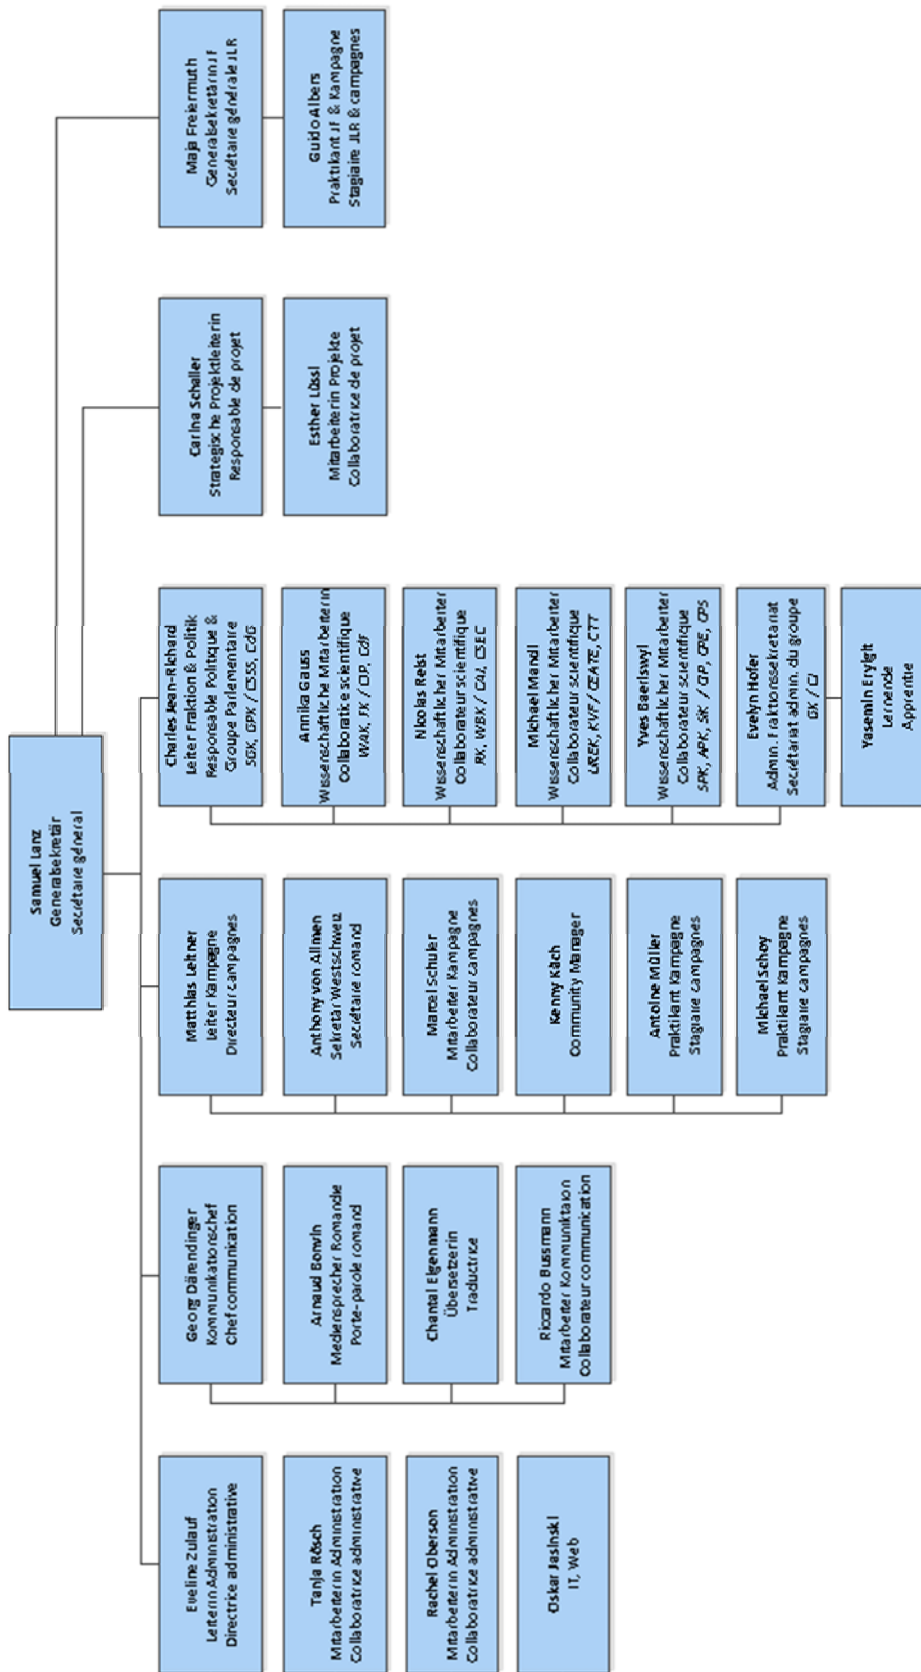 Samuel Lanz
Generalsekretär
Secrétaire général
Eveline Zulauf
Leiterin Administration
Directrice administrative
Tanja Rösch
Mitarbeiterin Administration
Collaboratrice administrative
Rachel Oberson
Mitarbeiterin Administration
Collaboratrice administrative
Oskar Jasinski
IT, Web
Georg Därendinger
Kommunikationschef
Chef communication
Arnaud Bonvin
Mediensprecher Romandie
Porte-parole romand
Chantal Eigenmann
Übersetzerin
Traductrice
Riccardo Bussmann
Mitarbeiter Kommuniktaion
Collaborateur communication
Matthias Leitner
Leiter Kampagne
Directeur campagnes
Anthony von Allmen
Sekretär Westschweiz
Secrétaire romand
Marcel Schuler
Mitarbeiter Kampagne
Collaborateur campagnes
Kenny Käch
Community Manager
Antoine Müller
Praktikant Kampagne
Stagiaire campagnes
Michael Schoy
Praktikant Kampagne
Stagiaire campagnes
Charles Jean-Richard
Leiter Fraktion & Politik
Responsable Politique &
Groupe Parlementaire
SGK, GPK / CSSS, CdG
Annika Gauss
Wissenschaftliche Mitarbeiterin
Collaboratice scientifique
WAK, FK / CIP, CdF
Nicolas Reist
Wissenschaftlicher Mitarbeiter
Collaborateur scientifique
RK, WBK / CAJ, CSEC
Michael Mandl
Wissenschaftlicher Mitarbeiter
Collaborateur scientifique
UREK, KVF / CEATE, CTT
Yves Baeriswyl
Wissenschaftlicher Mitarbeiter
Collaborateur scientifique
SPK, APK, SiK / CIP, CPE, CPS
Evelyn Hofer
Admin. Fraktionssekretariat
Secrétariat admin. du groupe
GK / CJ
Yasemin Eryigit
Lernende
Apprentie
Carina Schaller
Strategische Projektleiterin
Responsable de projet
Esther Lüssi
Mitarbeiterin Projekte
Collaboratrice de projet
Maja Freiermuth
Generalsekretärin JF
Secrétaire générale JLR
Guido Albers
Praktikant JF & Kampagne
Stagiaire JLR & campagnes